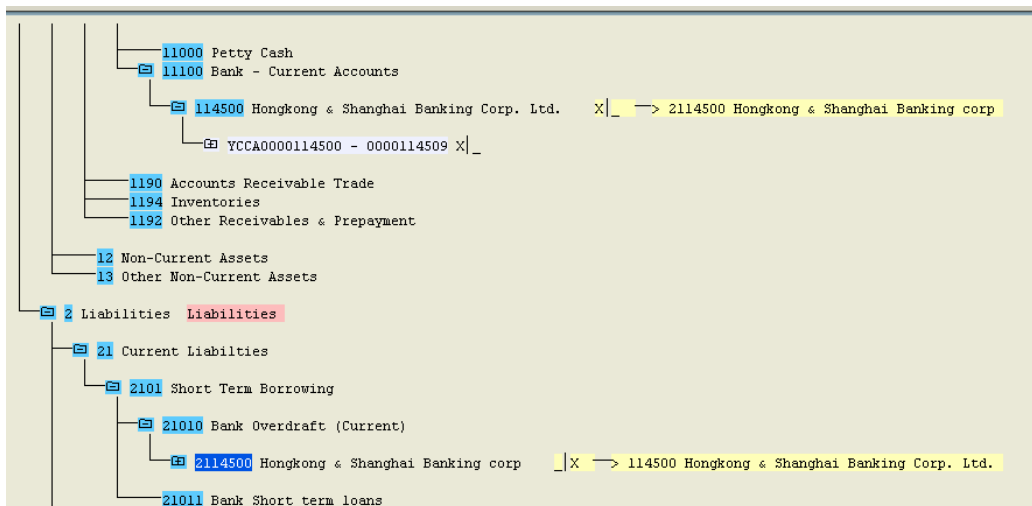 11000 Petty Cash
11100 Bank - Current Accounts
114500 Hongkong & Shanghai Banking Corp. Ltd. X|_ —> 2114500 Hongkong & Shanghai Banking corp
YCCA0000114500 - 0000114509 X|_
1190 Accounts Receivable Trade
1194 Inventories
1192 Other Receivables & Prepayment
12 Non-Current Assets
13 Other Non-Current Assets
2 Liabilities Liabilities
21 Current Liabilties
2101 Short Term Borrowing
21010 Bank Overdraft (Current)
2114500 Hongkong & Shanghai Banking corp _|X —> 114500 Hongkong & Shanghai Banking Corp. Ltd.
21011 Bank Short term loans